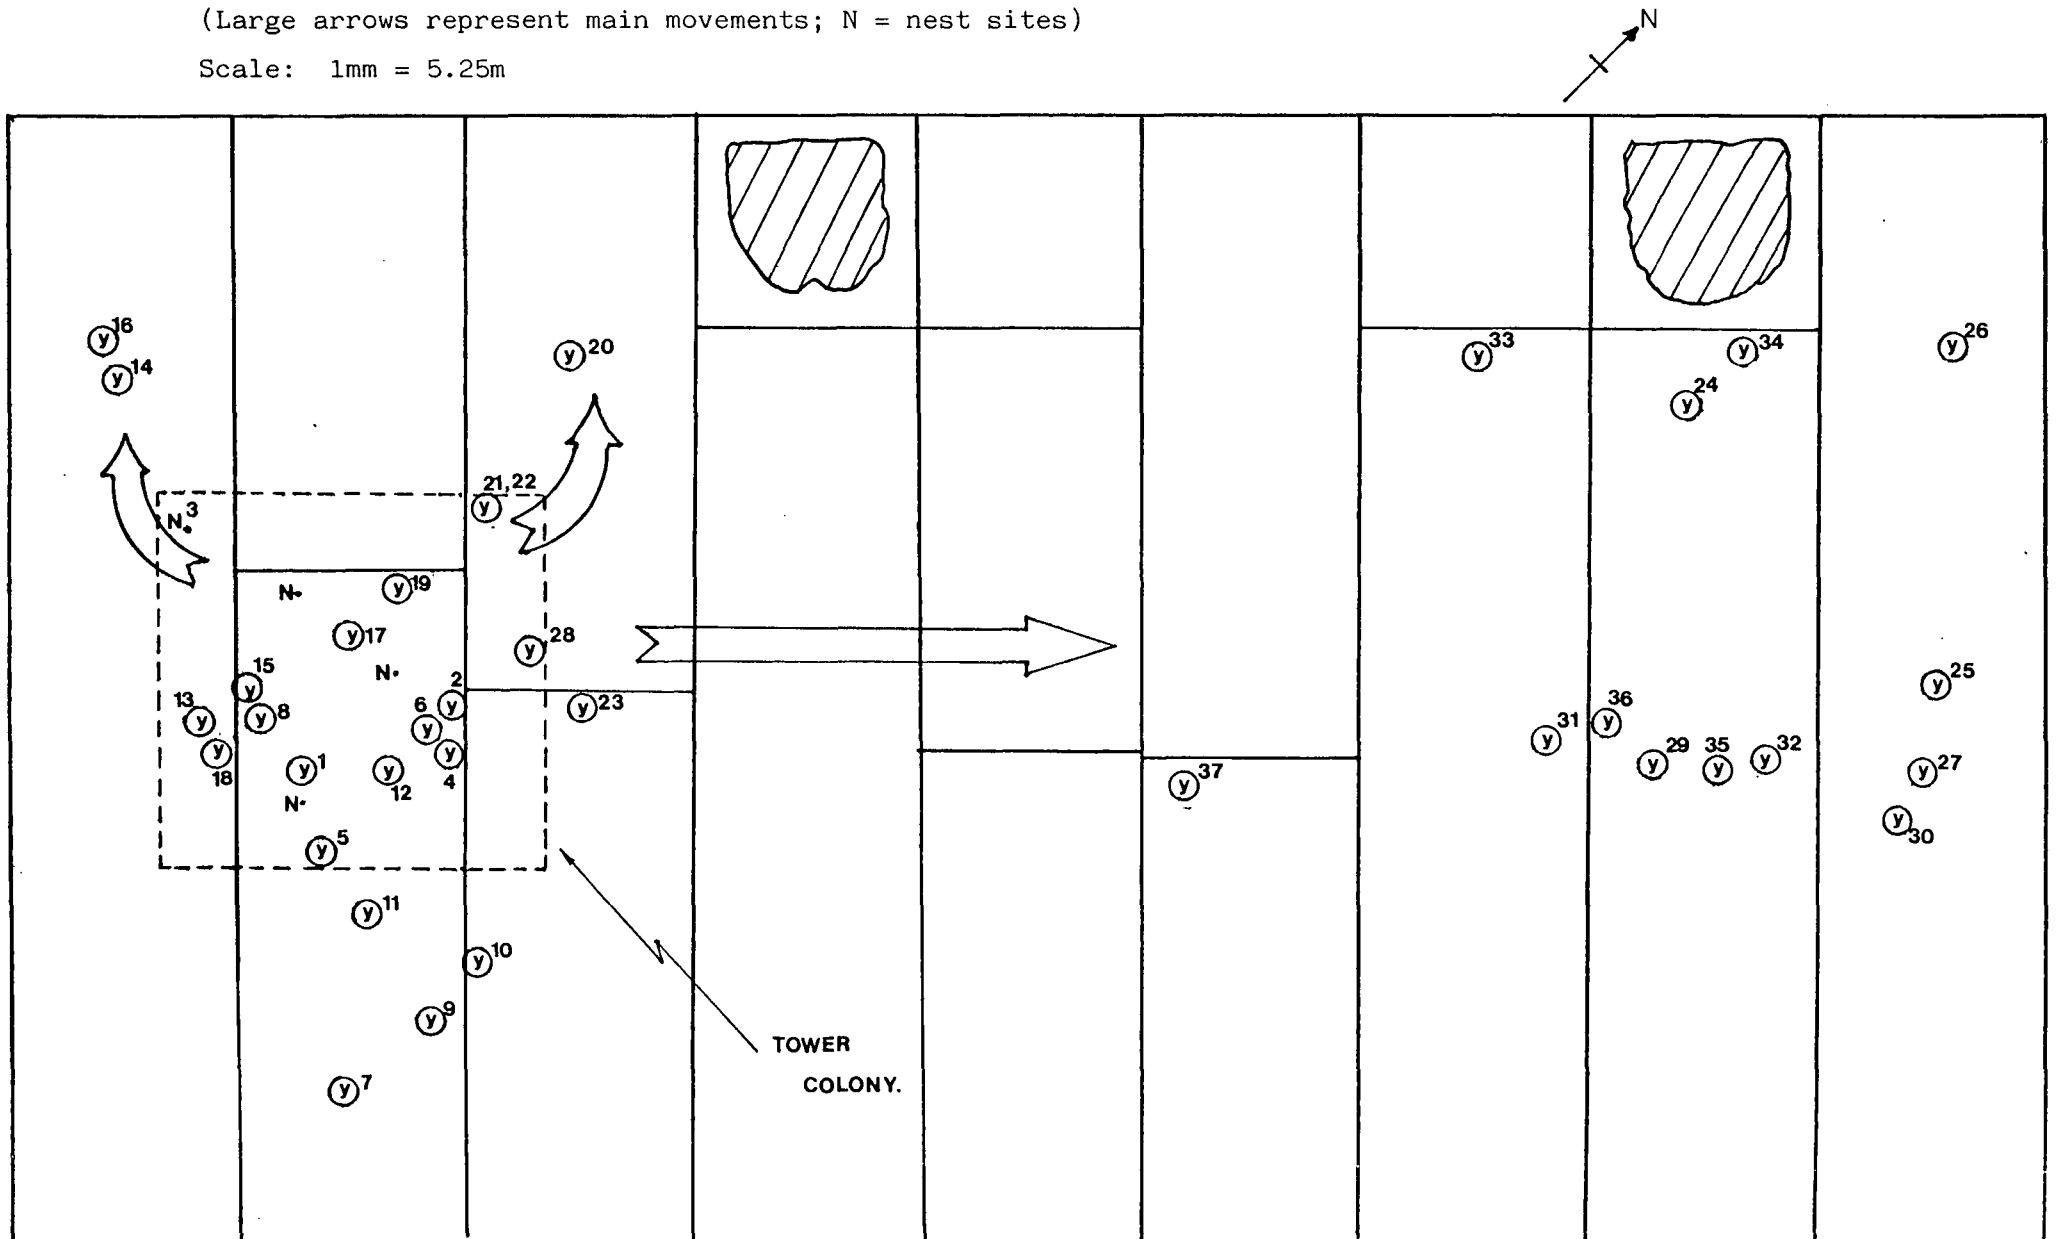 (Large arrows represent main movements; N = nest sites)
N
Scale: 1mm = 5.25m
y 16
y 14
y 20
y 33
y 34
y 26
y 24
21,22
y
N. 3
N.
y 19
y 17
y 28
N.
15
y
2
y
13
y
y 8
6
y
y 23
y 25
36
y
y 31
y
18
y 1
y
12
y
4
y 29
35
y
y 32
y 27
y 37
N.
y
30
y 5
y 11
y 10
y 9
TOWER
COLONY.
y 7